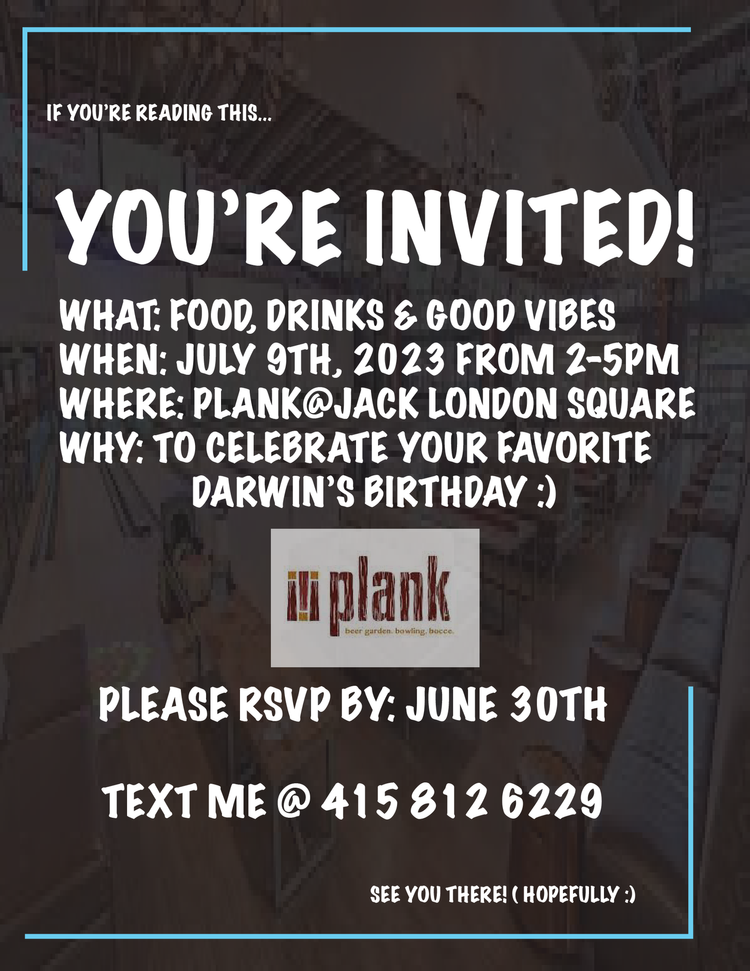 IF YOU'RE READING THIS...
YOU'RE INVITED!
WHAT: FOOD, DRINKS & GOOD VIBES
WHEN: JULY 9TH, 2023 FROM 2-5PM
WHERE: PLANK@JACK LONDON SQUARE
WHY: TO CELEBRATE YOUR FAVORITE
DARWIN'S BIRTHDAY :)
plank
beer garden. bowling. bocce.
PLEASE RSVP BY: JUNE 30TH
TEXT ME @ 415 812 6229
SEE YOU THERE! ( HOPEFULLY :)